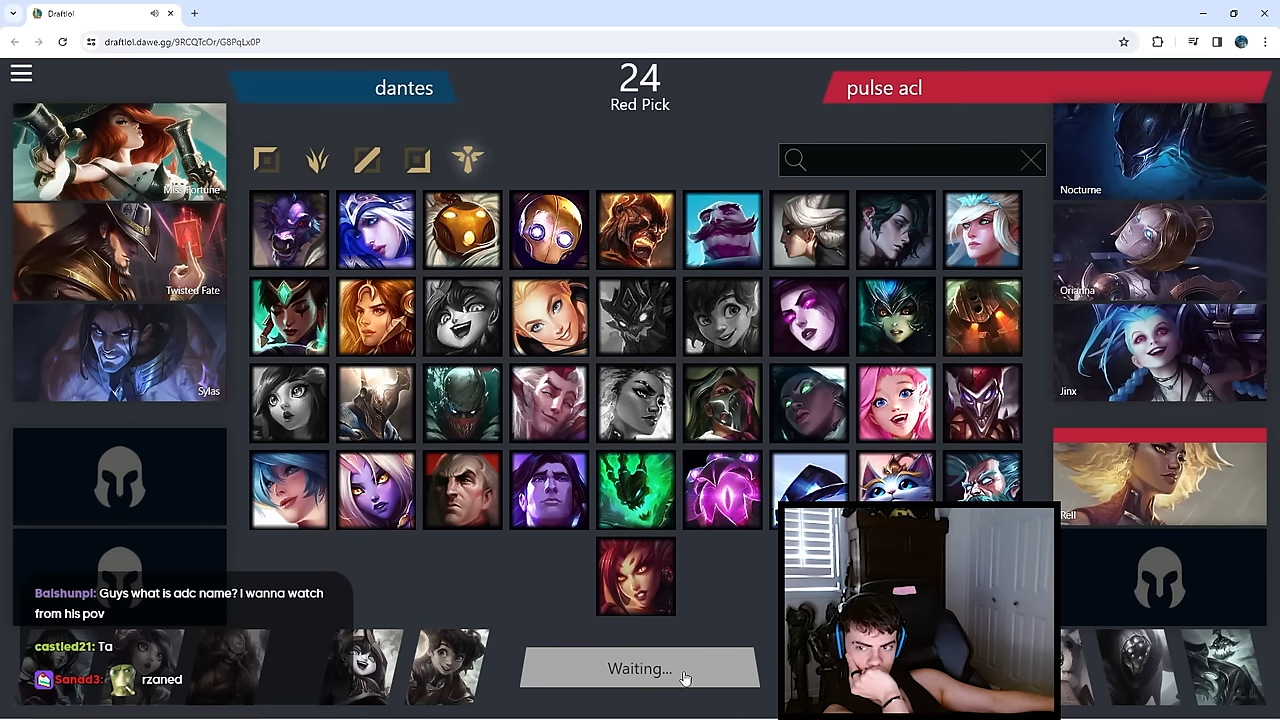 Draftlol
draftlol.dawe.gg/9RCQTcOr/G8PqLx0P
dantes
24
Red Pick
pulse acl
Miss Fortune
Twisted Fate
Sylas
Nocturne
Orianna
Jinx
Rell
Baishunpi: Guys what is adc name? I wanna watch
from his pov
castled21: Ta
Sanad3: rzaned
Waiting...